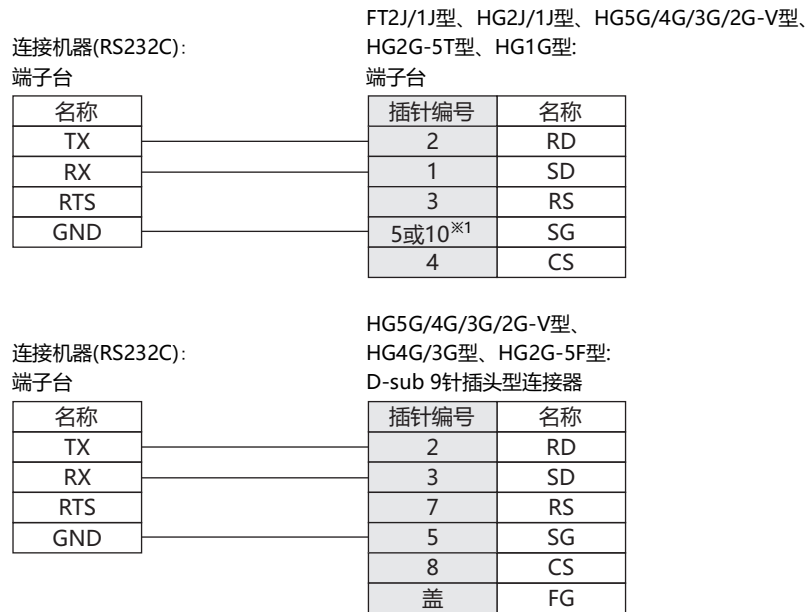 FT2J/1J型、HG2J/1J型、HG5G/4G/3G/2G-V型、
连接机器(RS232C):
HG2G-5T型、HG1G型:
端子台
端子台
名称
插针编号 名称
TX
2 RD
RX
1 SD
RTS
3 RS
GND
5或10※1 SG
4 CS
HG5G/4G/3G/2G-V型、
连接机器(RS232C):
HG4G/3G型、HG2G-5F型:
端子台
D-sub 9针插头型连接器
名称
插针编号 名称
TX
2 RD
RX
3 SD
RTS
7 RS
GND
5 SG
8 CS
盖 FG